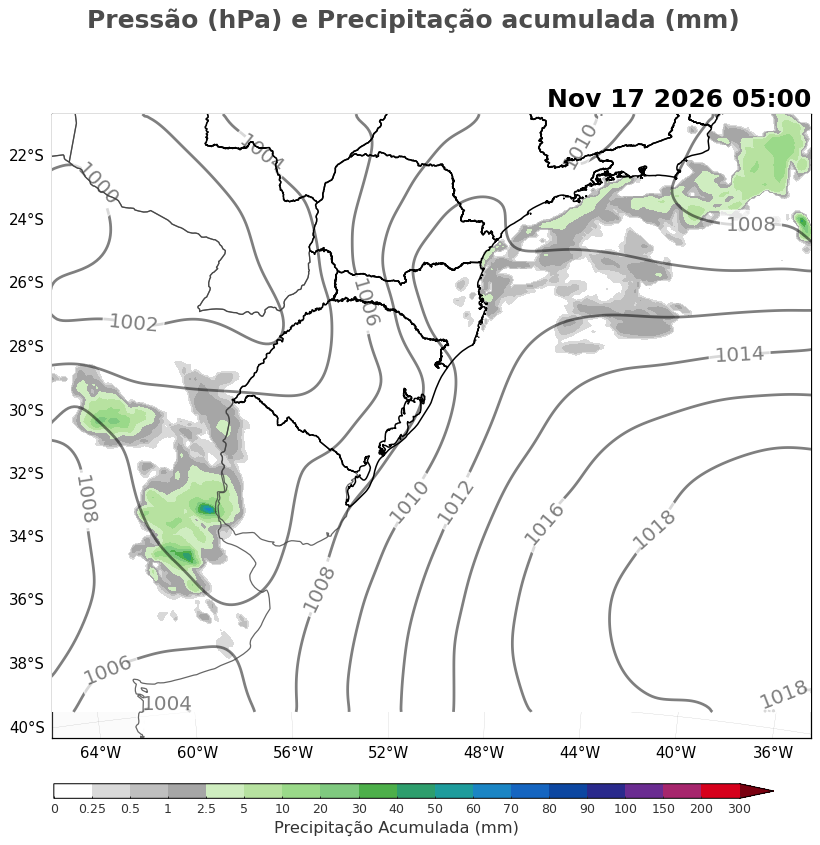 Pressão (hPa) e Precipitação acumulada (mm)
Nov 17 2026 05:00
1010
1004
22°S
1000
24°S
1008
26°S
1006
1002
28°S
1014
30°S
32°S
1008
1010
1012
1016
1018
34°S
36°S
1008
38°S
1006
1018
1004
40°S
64°W 60°W 56°W 52°W 48°W 44°W 40°W 36°W
0 0.25 0.5 1 2.5 5 10 20 30 40 50 60 70 80 90 100 150 200 300
Precipitação Acumulada (mm)